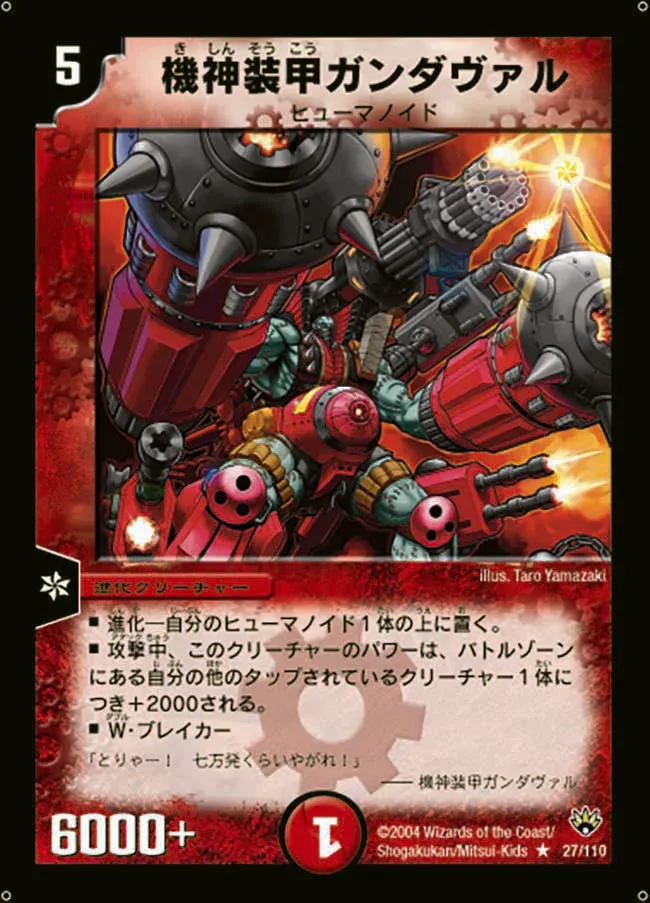 5
きしんそうこう
機神装甲ガンダヴァル
ヒューマノイド
illus. Taro Yamazaki
進化クリーチャー
■ 進化―自分のヒューマノイド1体の上に置く。
■ 攻撃中、このクリーチャーのパワーは、バトルゾーン
にある自分の他のタップされているクリーチャー1体に
つき+2000される。
ダブル
■ W・ブレイカー
「とりゃー! 七万発くらいやがれ!」
── 機神装甲ガンダヴァル
6000+
1
©2004 Wizards of the Coast/
Shogakukan/Mitsui-Kids ★ 27/110